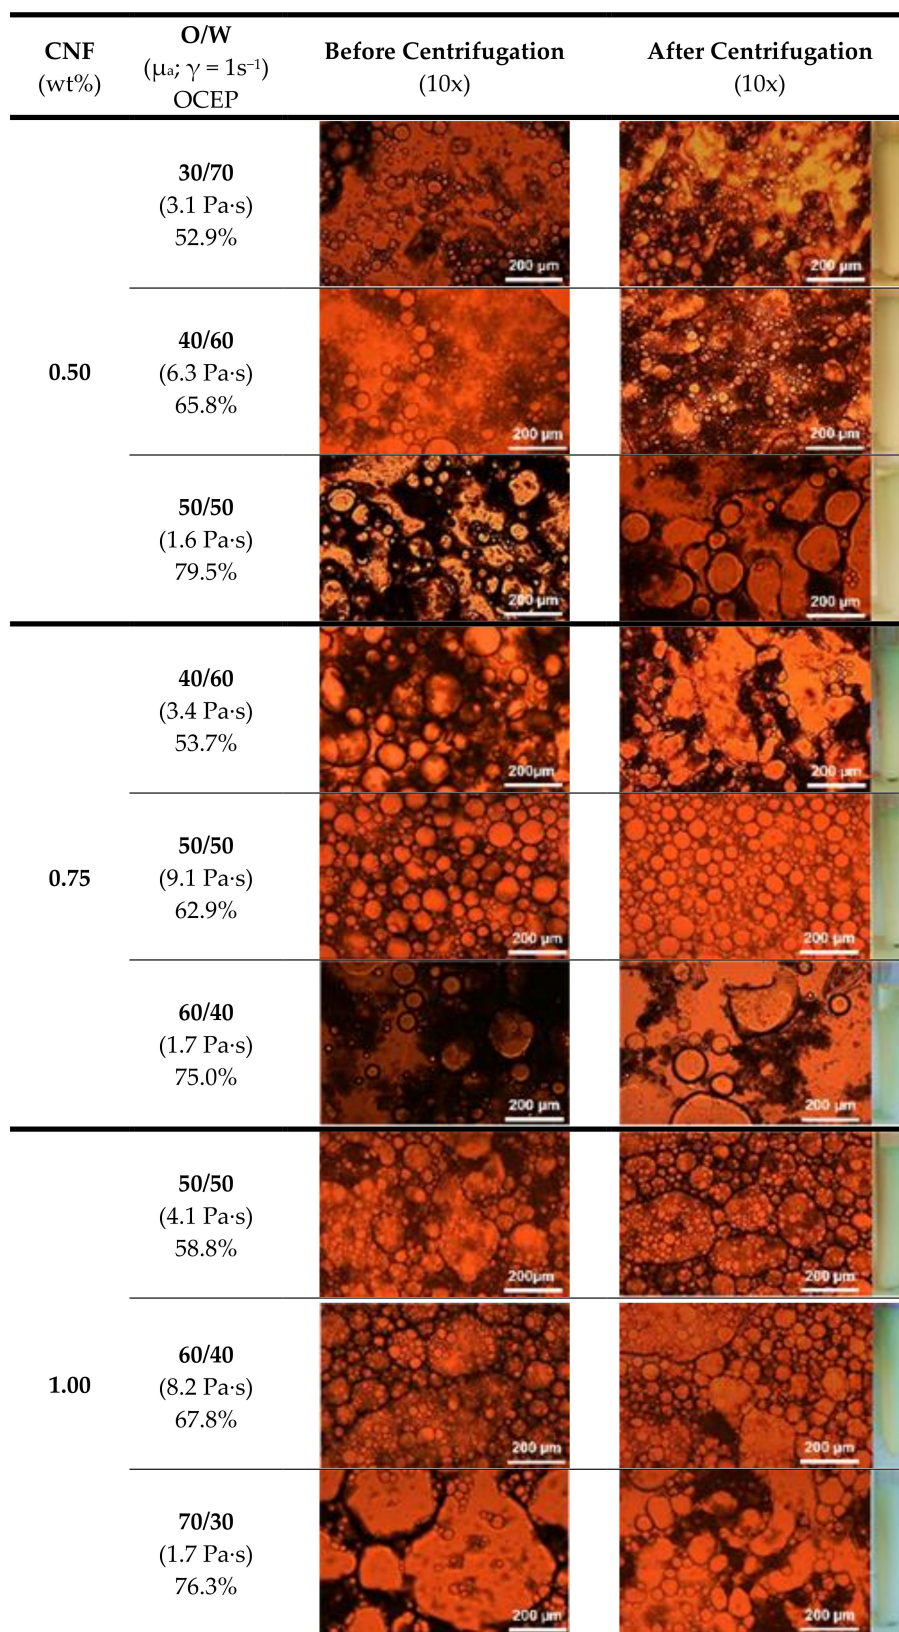 CNF
(wt%)
O/W
(μₐ; γ = 1s⁻¹)
OCEP
Before Centrifugation
(10x)
After Centrifugation
(10x)
0.50
30/70
(3.1 Pa·s)
52.9%
200 µm
200 µm
40/60
(6.3 Pa·s)
65.8%
200 µm
200 µm
50/50
(1.6 Pa·s)
79.5%
200 µm
200 µm
0.75
40/60
(3.4 Pa·s)
53.7%
200µm
200 µm
50/50
(9.1 Pa·s)
62.9%
200 µm
200 µm
60/40
(1.7 Pa·s)
75.0%
200 µm
200 µm
1.00
50/50
(4.1 Pa·s)
58.8%
200µm
200 µm
60/40
(8.2 Pa·s)
67.8%
200 µm
200 µm
70/30
(1.7 Pa·s)
76.3%
200 µm
200 µm